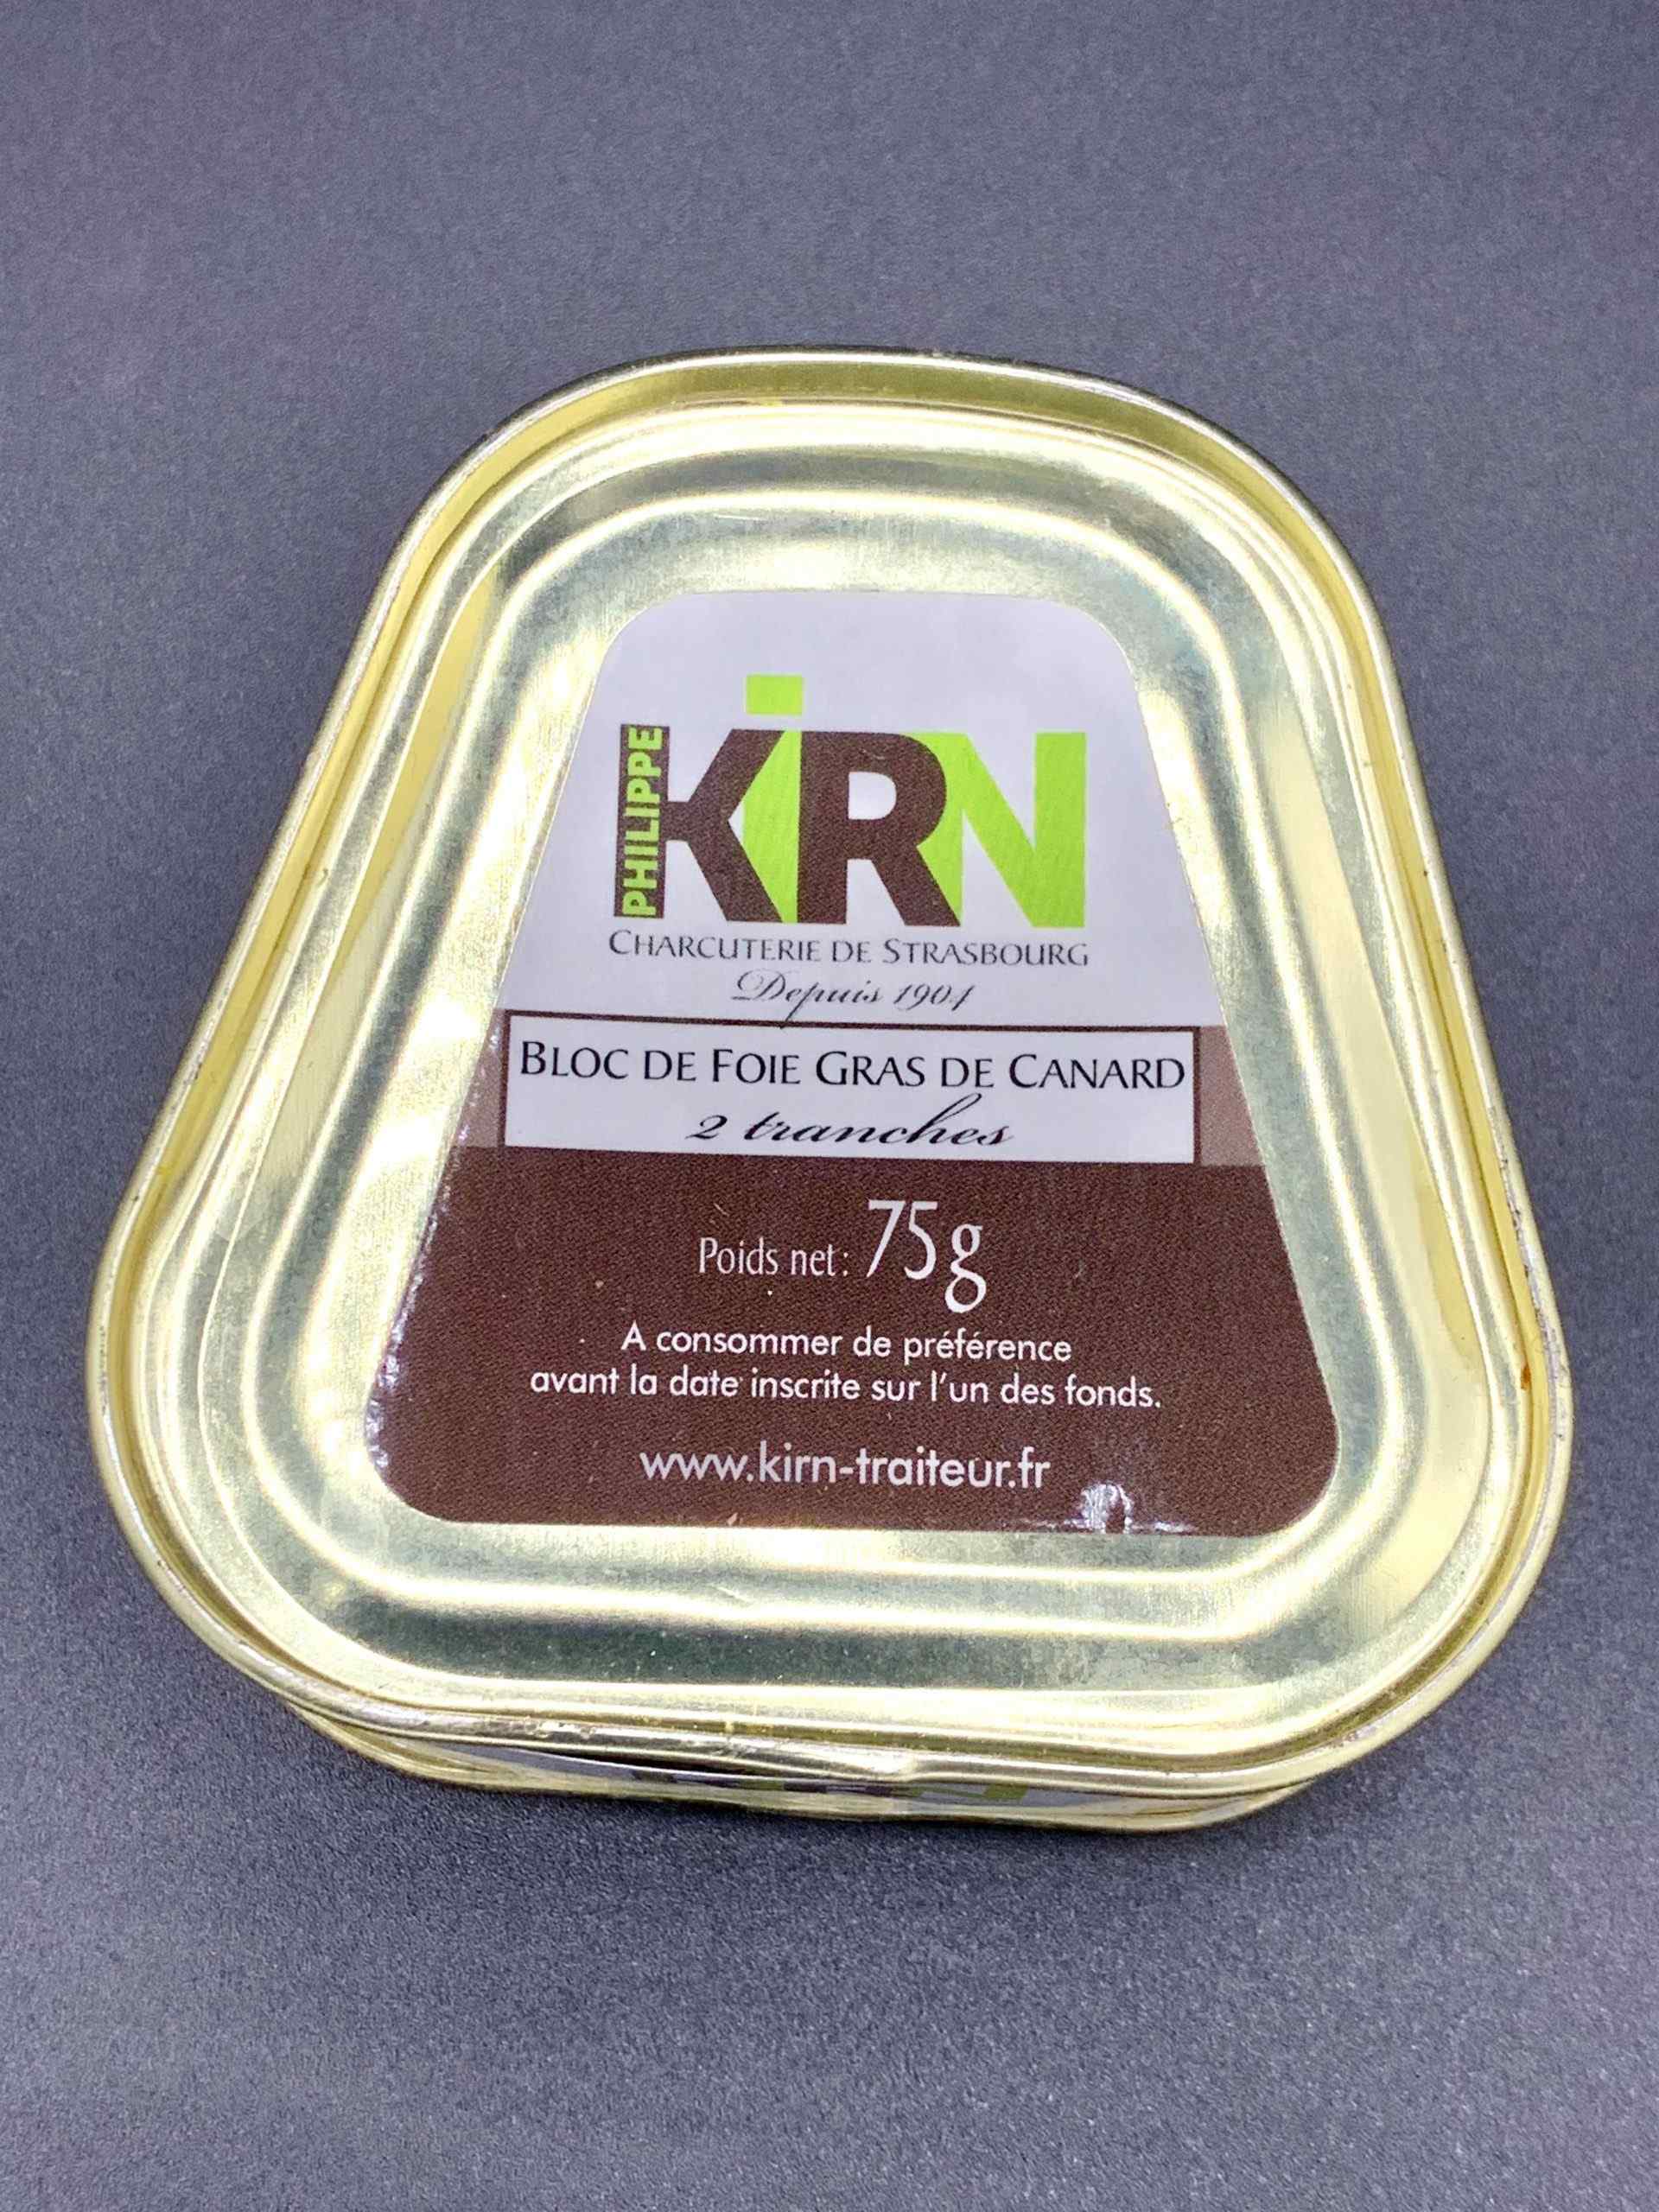 PHILIPPE
KiRN
CHARCUTERIE DE STRASBOURG
Depuis 1904
BLOC DE FOIE GRAS DE CANARD
2 tranches
Poids net: 75g
A consommer de préférence
avant la date inscrite sur l'un des fonds.
www.kirn-traiteur.fr